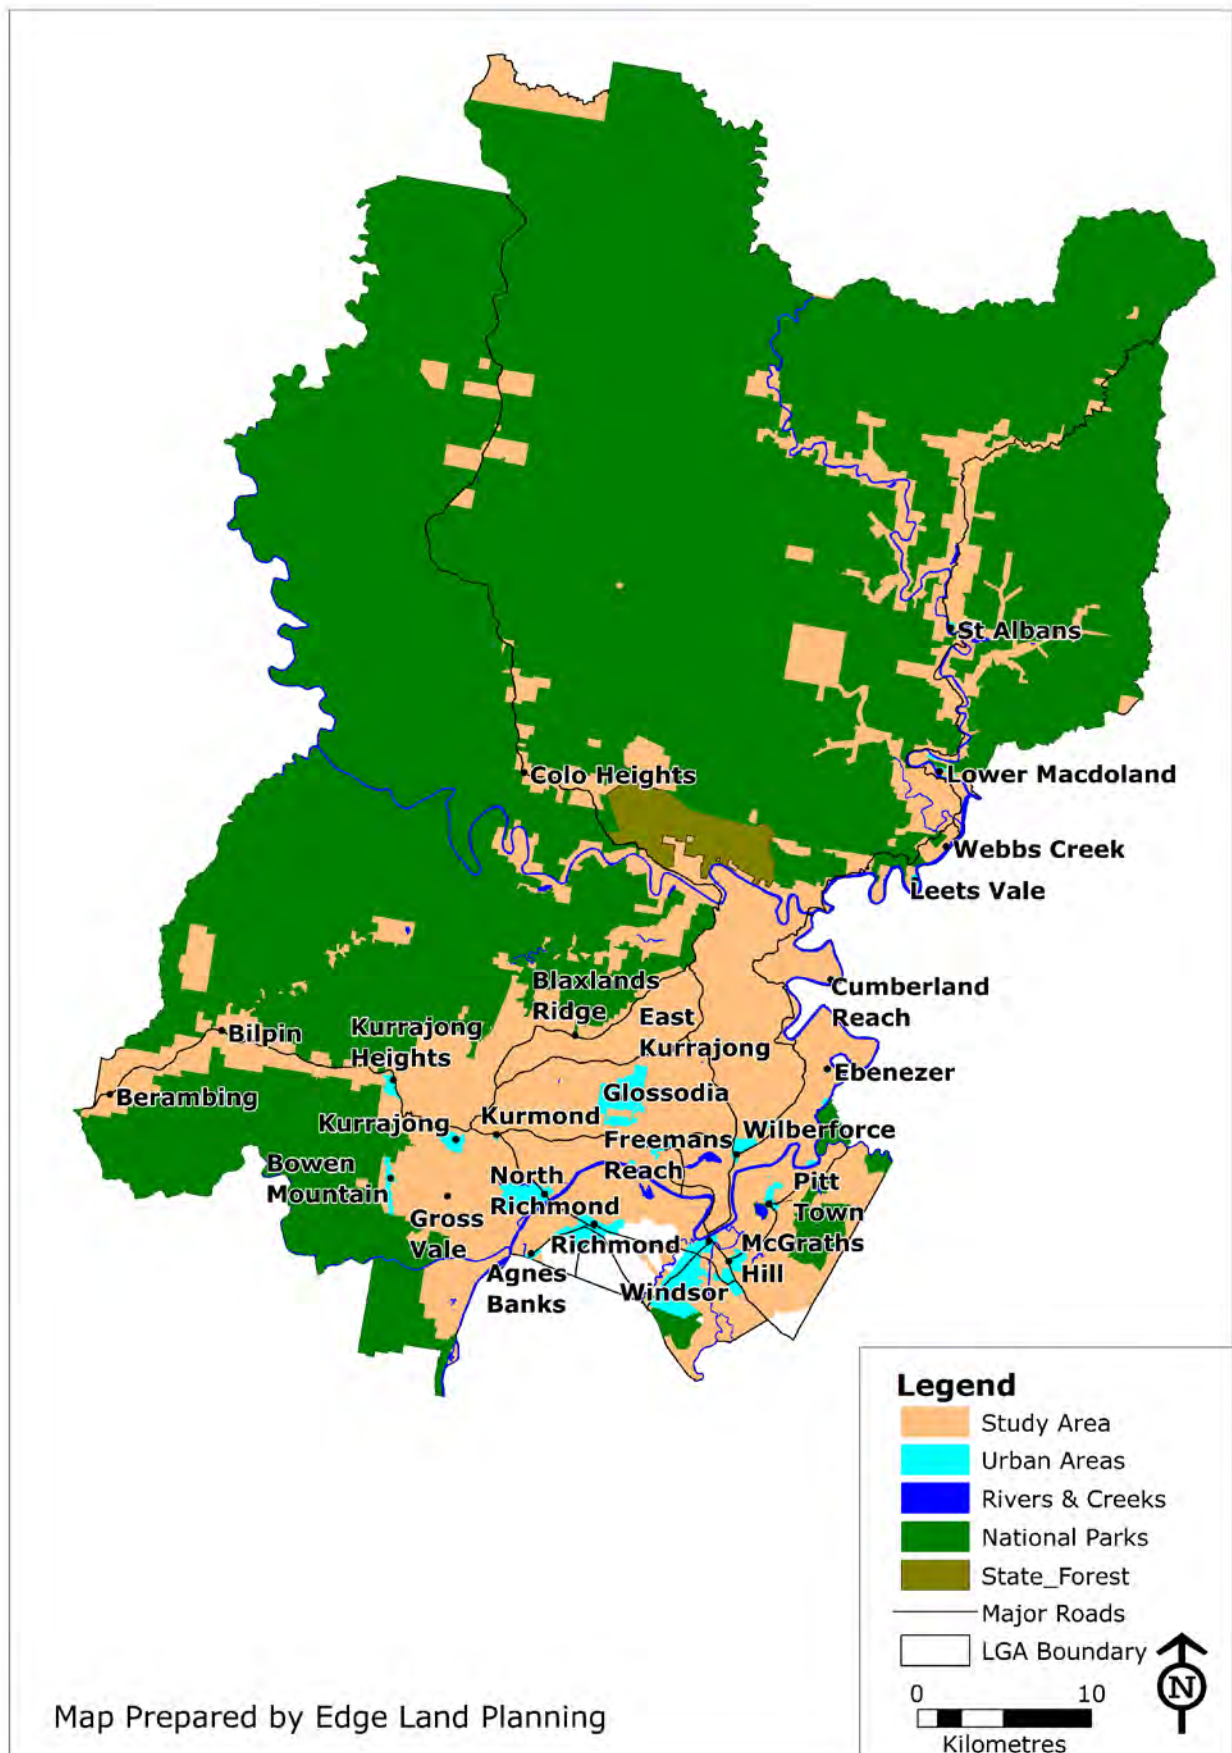 St Albans
Colo Heights
Lower Macdoland
Webbs Creek
Leets Vale
Blaxlands
Ridge
Cumberland
Reach
East
Kurrajong
Bilpin
Kurrajong
Heights
Ebenezer
Berambing
Glossodia
Kurmond
Kurrajong
Wilberforce
Freemans
Reach
Bowen
Mountain
North
Richmond
Pitt
Town
Gross
Vale
Richmond
McGraths
Hill
Agnes
Banks
Windsor
Legend
Study Area
Urban Areas
Rivers & Creeks
National Parks
State_Forest
Major Roads
LGA Boundary
N
0 10
Kilometres
Map Prepared by Edge Land Planning